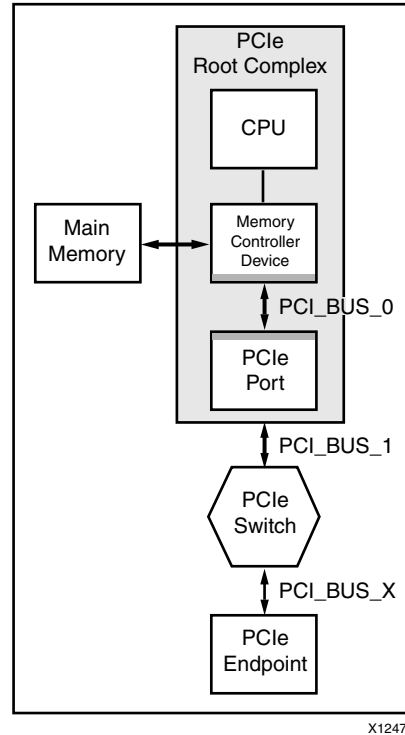 PCIe
Root Complex
CPU
Main
Memory
Memory
Controller
Device
PCI_BUS_0
PCIe
Port
PCI_BUS_1
PCIe
Switch
PCI_BUS_X
PCIe
Endpoint
X1247